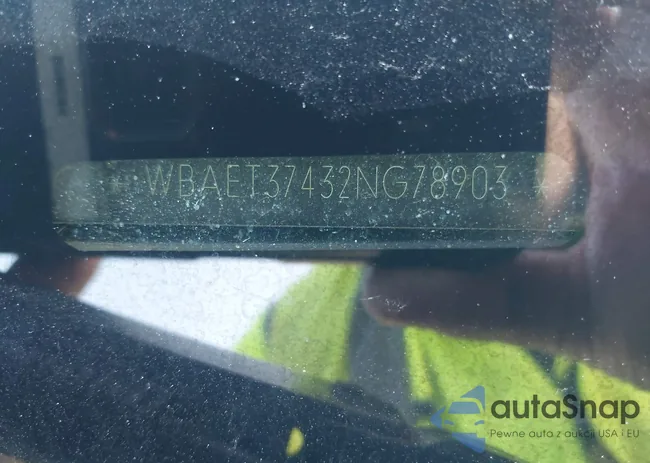 WBAET37432NG78903
autaSnap
Pewne auta z aukcji USA i EU